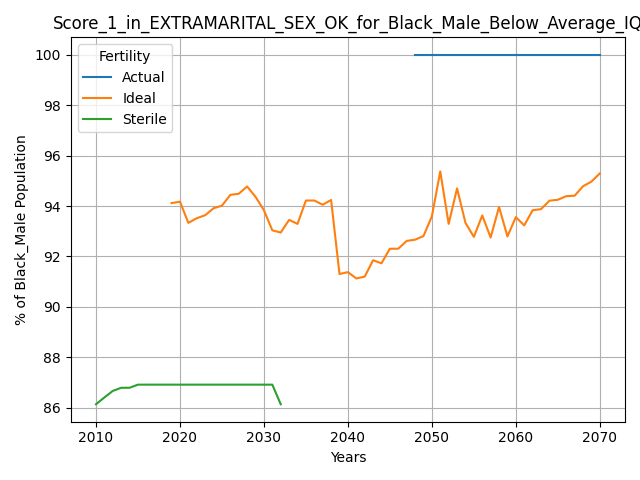 Score_1_in_EXTRAMARITAL_SEX_OK_for_Black_Male_Below_Average_IQ
Fertility
Actual
Ideal
Sterile
100
98
96
94
92
90
88
86
% of Black_Male Population
2010 2020 2030 2040 2050 2060 2070
Years